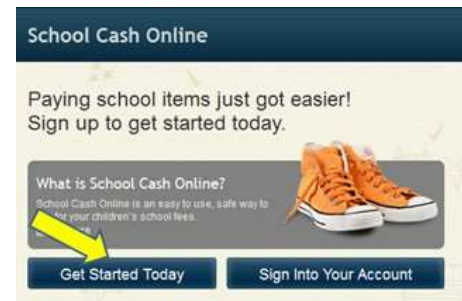 School Cash Online
Paying school items just got easier!
Sign up to get started today.
What is School Cash Online?
School Cash Online is an easy to use, safe way to
for your children's school fees.
Get Started Today
Sign Into Your Account